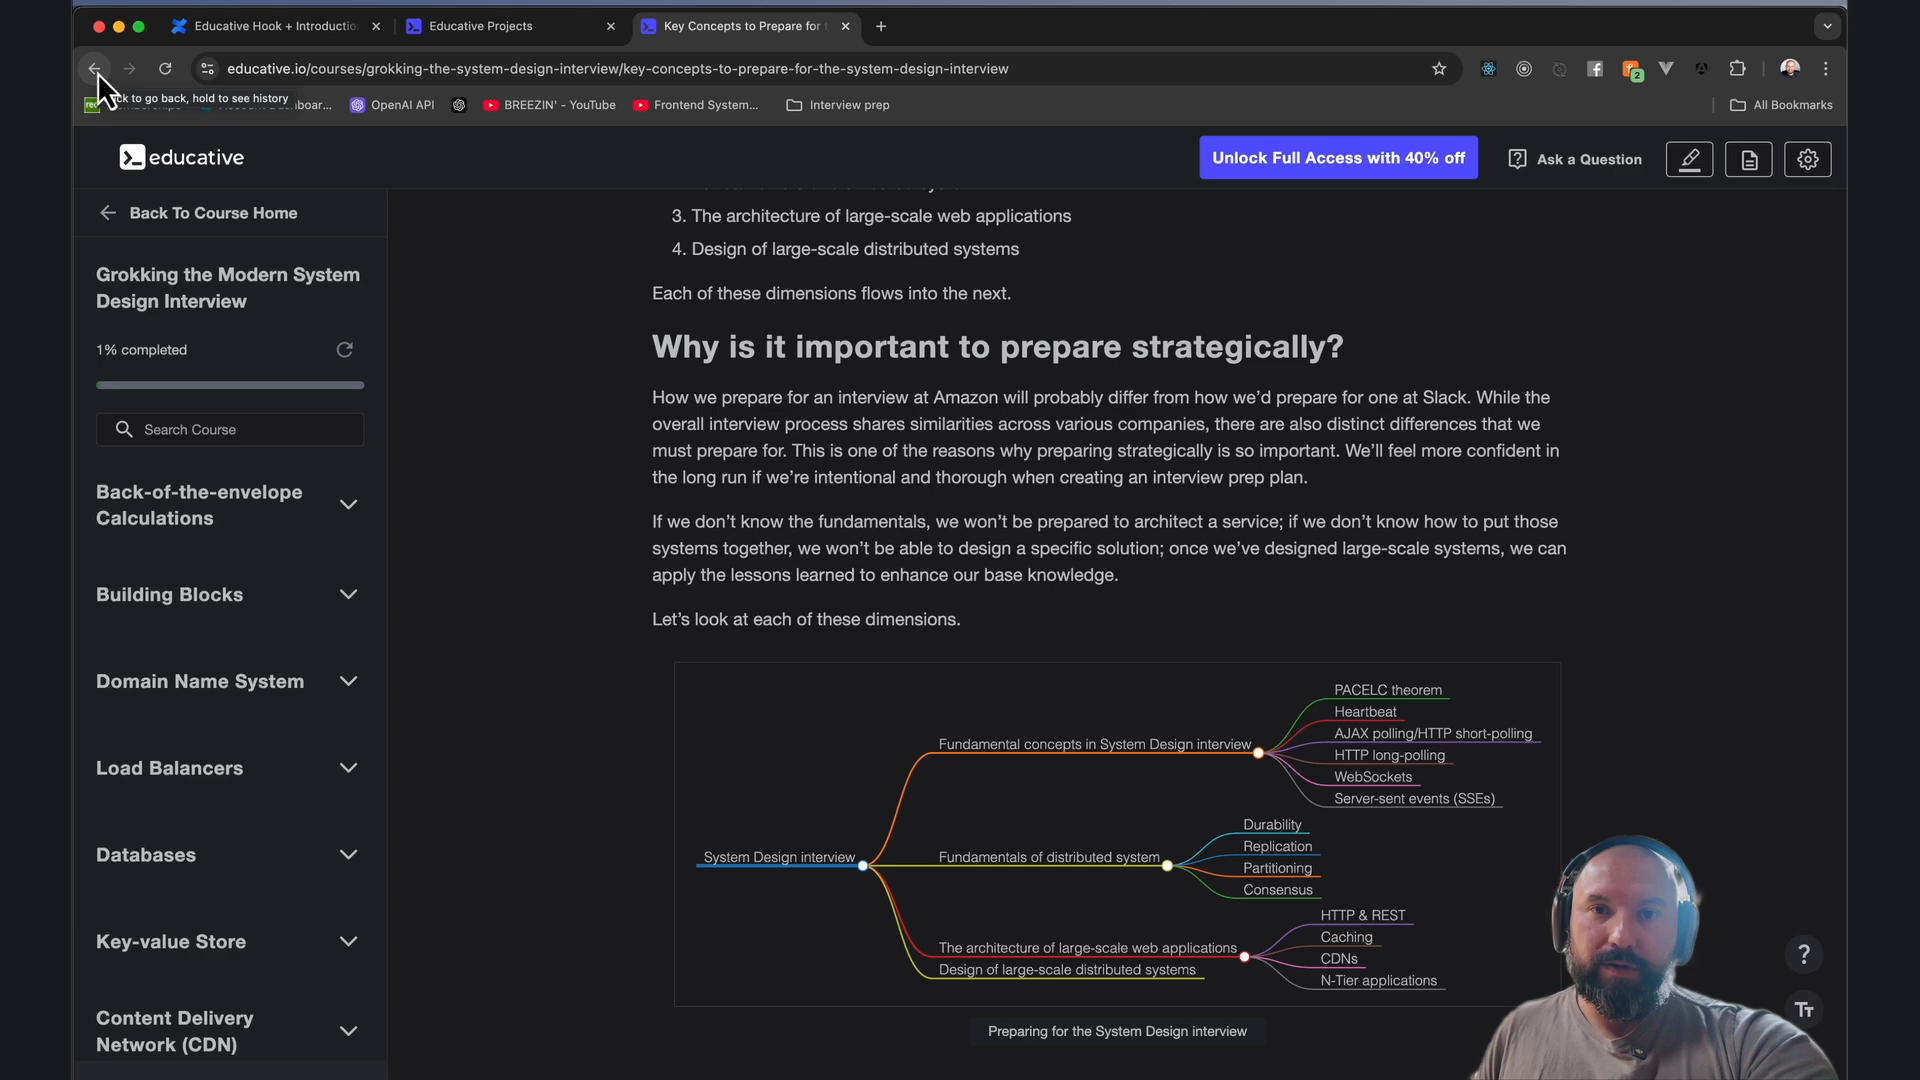 Educative Hook + Introductio
Educative Projects
Key Concepts to Prepare for
educative.io/courses/grokking-the-system-design-interview/key-concepts-to-prepare-for-the-system-design-interview
2
ck to go back, hold to see history
OpenAI API
BREEZIN' - YouTube
Frontend System...
Interview prep
All Bookmarks
educative
Unlock Full Access with 40% off
Ask a Question
Back To Course Home
Grokking the Modern System
Design Interview
1% completed
Search Course
Back-of-the-envelope
Calculations
Building Blocks
Domain Name System
Load Balancers
Databases
Key-value Store
Content Delivery
Network (CDN)
3. The architecture of large-scale web applications
4. Design of large-scale distributed systems
Each of these dimensions flows into the next.
Why is it important to prepare strategically?
How we prepare for an interview at Amazon will probably differ from how we’d prepare for one at Slack. While the
overall interview process shares similarities across various companies, there are also distinct differences that we
must prepare for. This is one of the reasons why preparing strategically is so important. We’ll feel more confident in
the long run if we’re intentional and thorough when creating an interview prep plan.
If we don’t know the fundamentals, we won’t be prepared to architect a service; if we don’t know how to put those
systems together, we won’t be able to design a specific solution; once we’ve designed large-scale systems, we can
apply the lessons learned to enhance our base knowledge.
Let’s look at each of these dimensions.
System Design interview
Fundamental concepts in System Design interview
PACELC theorem
Heartbeat
AJAX polling/HTTP short-polling
HTTP long-polling
WebSockets
Server-sent events (SSEs)
Fundamentals of distributed system
Durability
Replication
Partitioning
Consensus
The architecture of large-scale web applications
HTTP & REST
Caching
CDNs
N-Tier applications
Design of large-scale distributed systems
Preparing for the System Design interview
?
TT